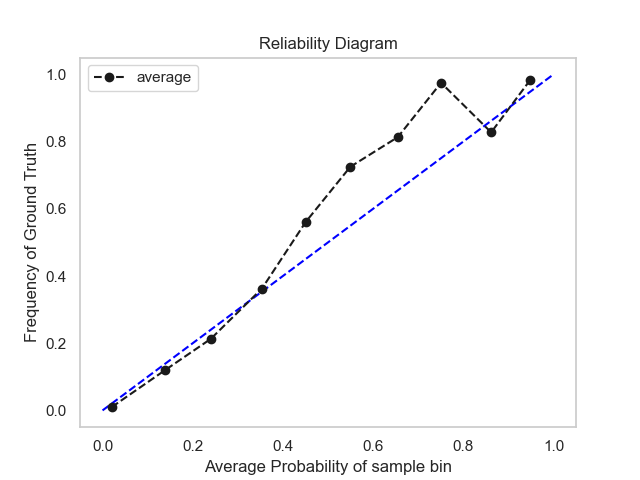 Reliability Diagram
average
1.0
0.8
0.6
0.4
0.2
0.0
Frequency of Ground Truth
0.0 0.2 0.4 0.6 0.8 1.0
Average Probability of sample bin